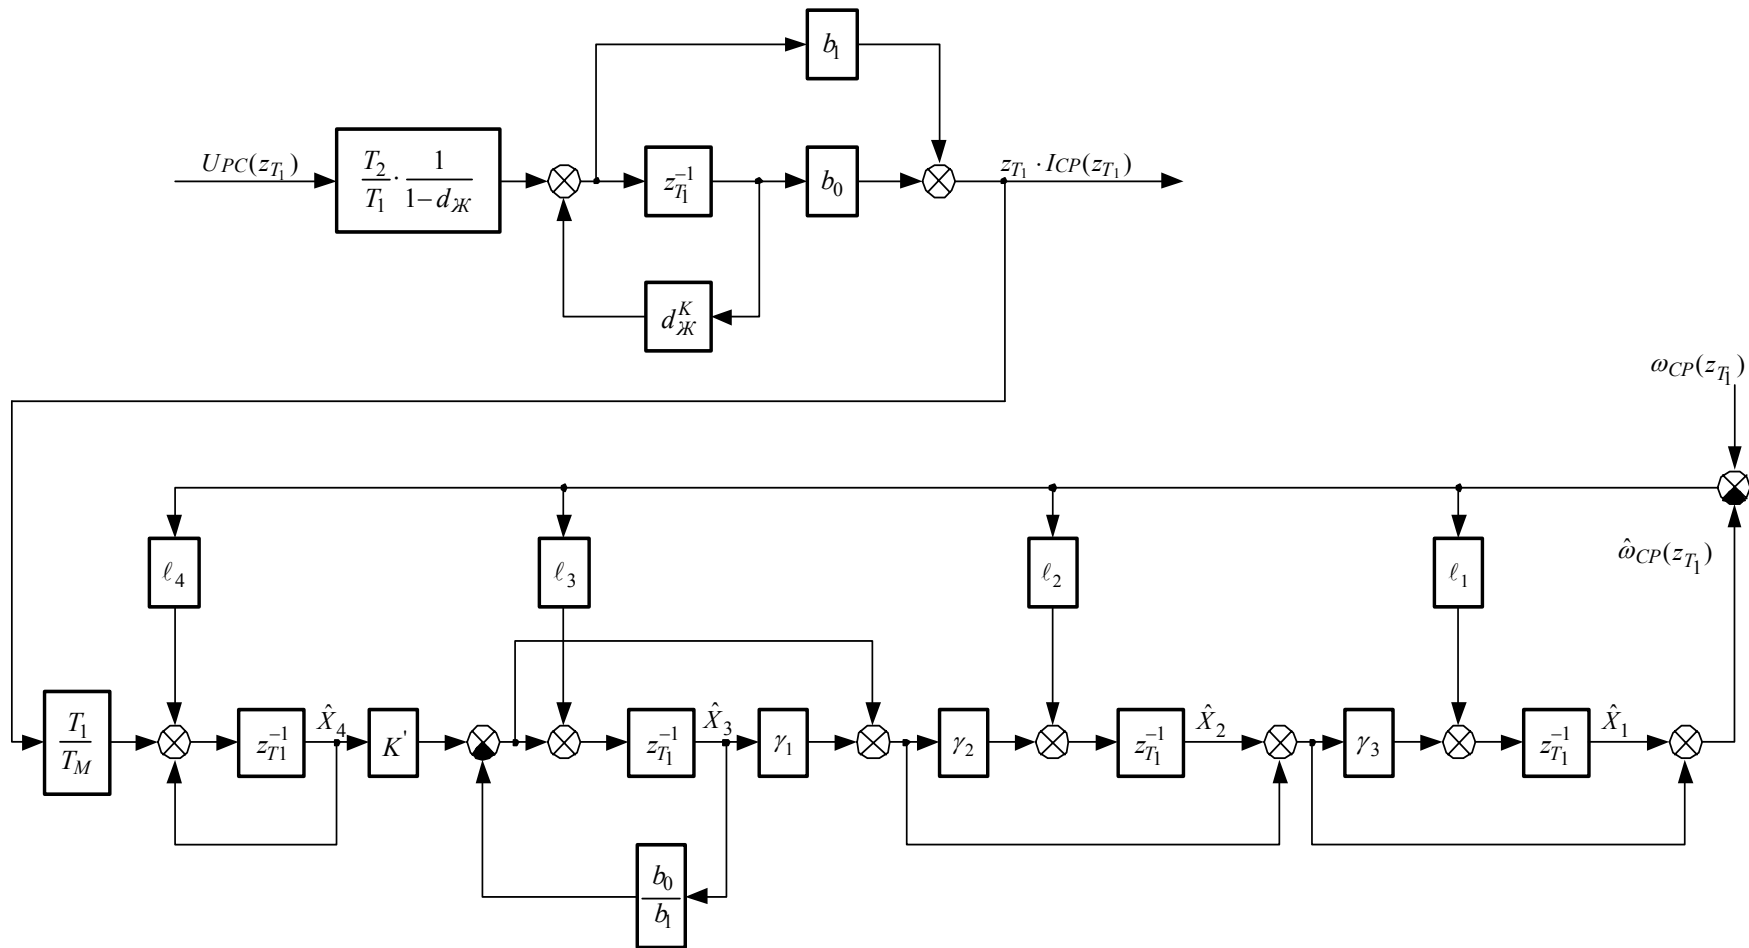 b₁
U_PC(z_T₁)
T₂/T₁ · 1/(1−d_Ж)
z_T₁⁻¹
b₀
z_T₁ · I_CP(z_T₁)
d_Ж^K
ω_CP(z_T₁)
ℓ₄
ℓ₃
ℓ₂
ℓ₁
ω̂_CP(z_T₁)
T₁/T_M
z_T1⁻¹
X̂₄
K'
z_T₁⁻¹
X̂₃
γ₁
γ₂
z_T₁⁻¹
X̂₂
γ₃
z_T₁⁻¹
X̂₁
b₀/b₁